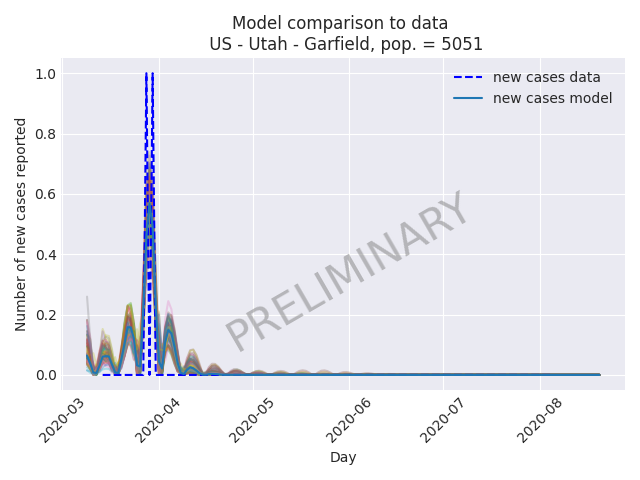 Model comparison to data
US - Utah - Garfield, pop. = 5051
new cases data
new cases model
Number of new cases reported
1.0
0.8
0.6
0.4
0.2
0.0
PRELIMINARY
2020-03
2020-04
2020-05
2020-06
2020-07
2020-08
Day